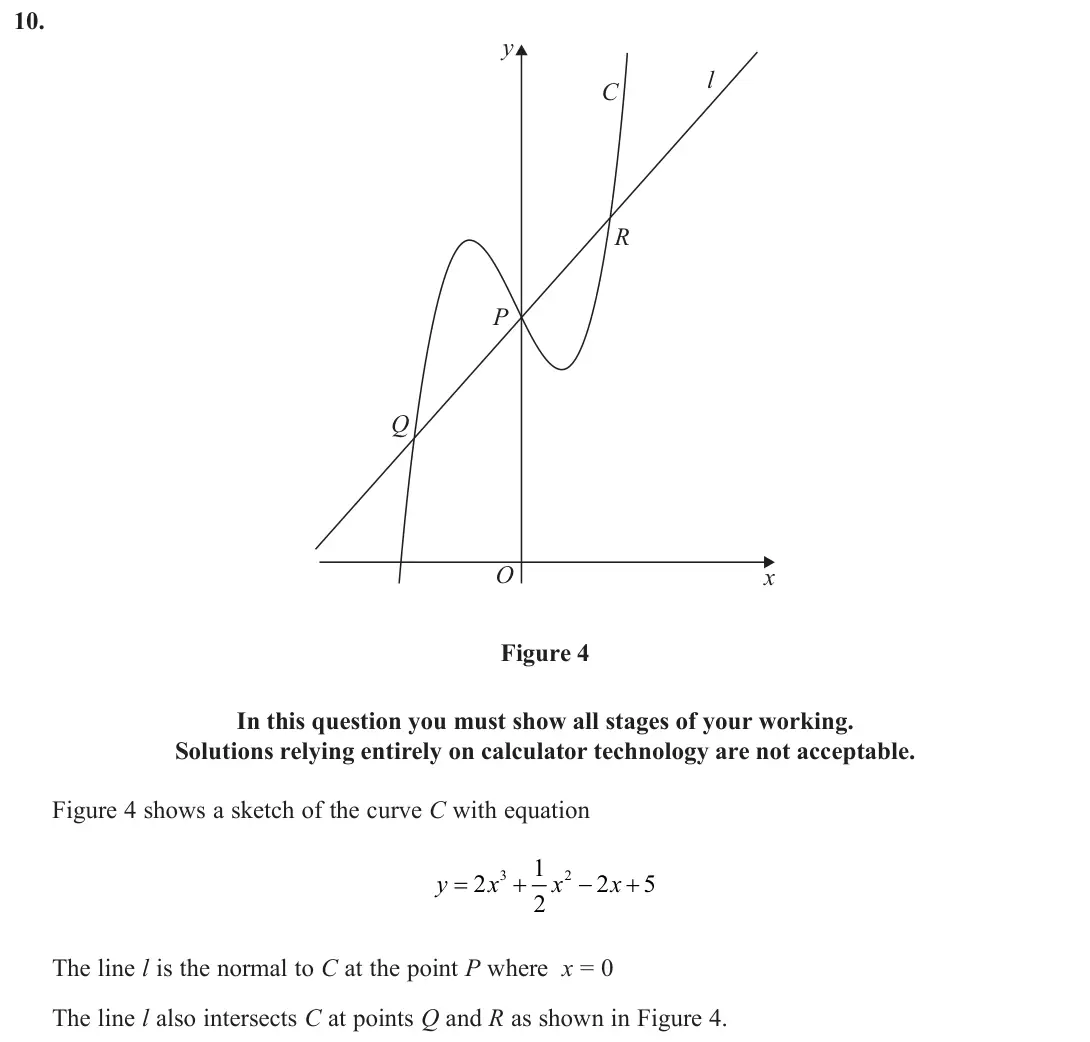 10.
y
C
l
R
P
Q
O
x
Figure 4
In this question you must show all stages of your working.
Solutions relying entirely on calculator technology are not acceptable.
Figure 4 shows a sketch of the curve C with equation
y = 2x³ + 1/2 x² − 2x + 5
The line l is the normal to C at the point P where x = 0
The line l also intersects C at points Q and R as shown in Figure 4.